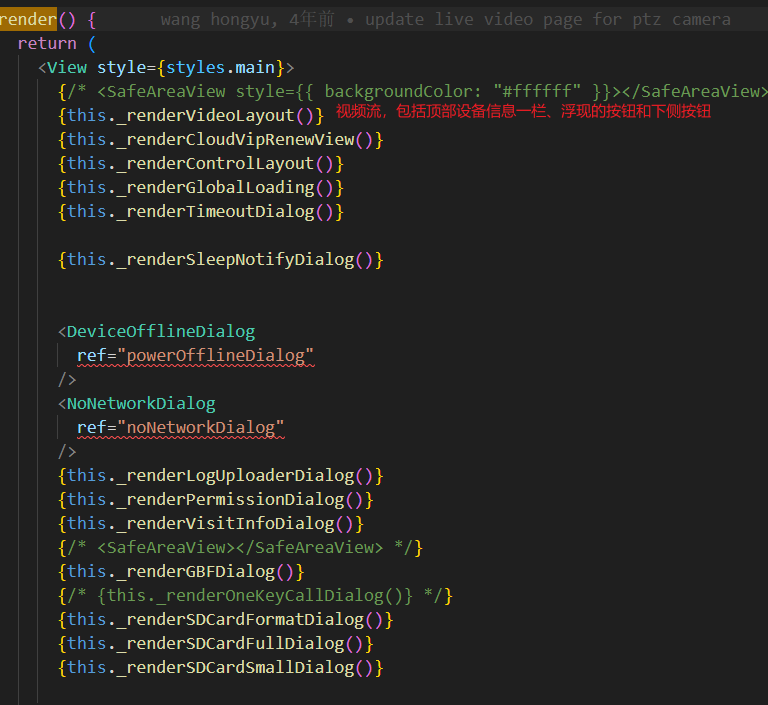 render() { wang hongyu, 4年前 • update live video page for ptz camera
return (
<View style={styles.main}>
{/* <SafeAreaView style={{ backgroundColor: "#ffffff" }}></SafeAreaView>
{this._renderVideoLayout()} 视频流，包括顶部设备信息一栏、浮现的按钮和下侧按钮
{this._renderCloudVipRenewView()}
{this._renderControlLayout()}
{this._renderGlobalLoading()}
{this._renderTimeoutDialog()}
{this._renderSleepNotifyDialog()}
<DeviceOfflineDialog
ref="powerOfflineDialog"
/>
<NoNetworkDialog
ref="noNetworkDialog"
/>
{this._renderLogUploaderDialog()}
{this._renderPermissionDialog()}
{this._renderVisitInfoDialog()}
{/* <SafeAreaView></SafeAreaView> */}
{this._renderGBFDialog()}
{/* {this._renderOneKeyCallDialog()} */}
{this._renderSDCardFormatDialog()}
{this._renderSDCardFullDialog()}
{this._renderSDCardSmallDialog()}